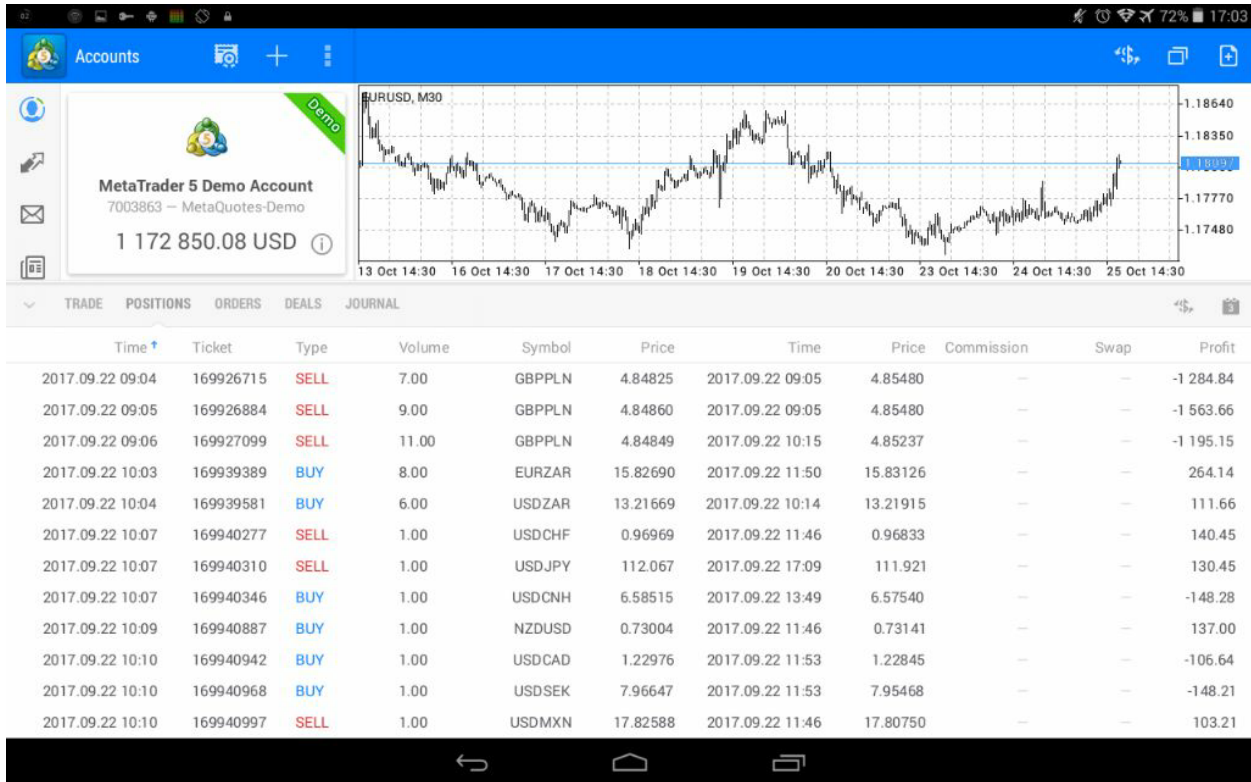 72% 17:03
Accounts
Demo
MetaTrader 5 Demo Account
7003863 — MetaQuotes-Demo
1 172 850.08 USD
EURUSD, M30
1.18640
1.18350
1.18097
1.17770
1.17480
13 Oct 14:30 16 Oct 14:30 17 Oct 14:30 18 Oct 14:30 19 Oct 14:30 20 Oct 14:30 23 Oct 14:30 24 Oct 14:30 25 Oct 14:30
TRADE POSITIONS ORDERS DEALS JOURNAL
Time Ticket Type Volume Symbol Price Time Price Commission Swap Profit
2017.09.22 09:04 169926715 SELL 7.00 GBPPLN 4.84825 2017.09.22 09:05 4.85480 — — -1 284.84
2017.09.22 09:05 169926884 SELL 9.00 GBPPLN 4.84860 2017.09.22 09:05 4.85480 — — -1 563.66
2017.09.22 09:06 169927099 SELL 11.00 GBPPLN 4.84849 2017.09.22 10:15 4.85237 — — -1 195.15
2017.09.22 10:03 169939389 BUY 8.00 EURZAR 15.82690 2017.09.22 11:50 15.83126 — — 264.14
2017.09.22 10:04 169939581 BUY 6.00 USDZAR 13.21669 2017.09.22 10:14 13.21915 — — 111.66
2017.09.22 10:07 169940277 SELL 1.00 USDCHF 0.96969 2017.09.22 11:46 0.96833 — — 140.45
2017.09.22 10:07 169940310 SELL 1.00 USDJPY 112.067 2017.09.22 17:09 111.921 — — 130.45
2017.09.22 10:07 169940346 BUY 1.00 USDCNH 6.58515 2017.09.22 13:49 6.57540 — — -148.28
2017.09.22 10:09 169940887 BUY 1.00 NZDUSD 0.73004 2017.09.22 11:46 0.73141 — — 137.00
2017.09.22 10:10 169940942 BUY 1.00 USDCAD 1.22976 2017.09.22 11:53 1.22845 — — -106.64
2017.09.22 10:10 169940968 BUY 1.00 USDSEK 7.96647 2017.09.22 11:53 7.95468 — — -148.21
2017.09.22 10:10 169940997 SELL 1.00 USDMXN 17.82588 2017.09.22 11:46 17.80750 — — 103.21